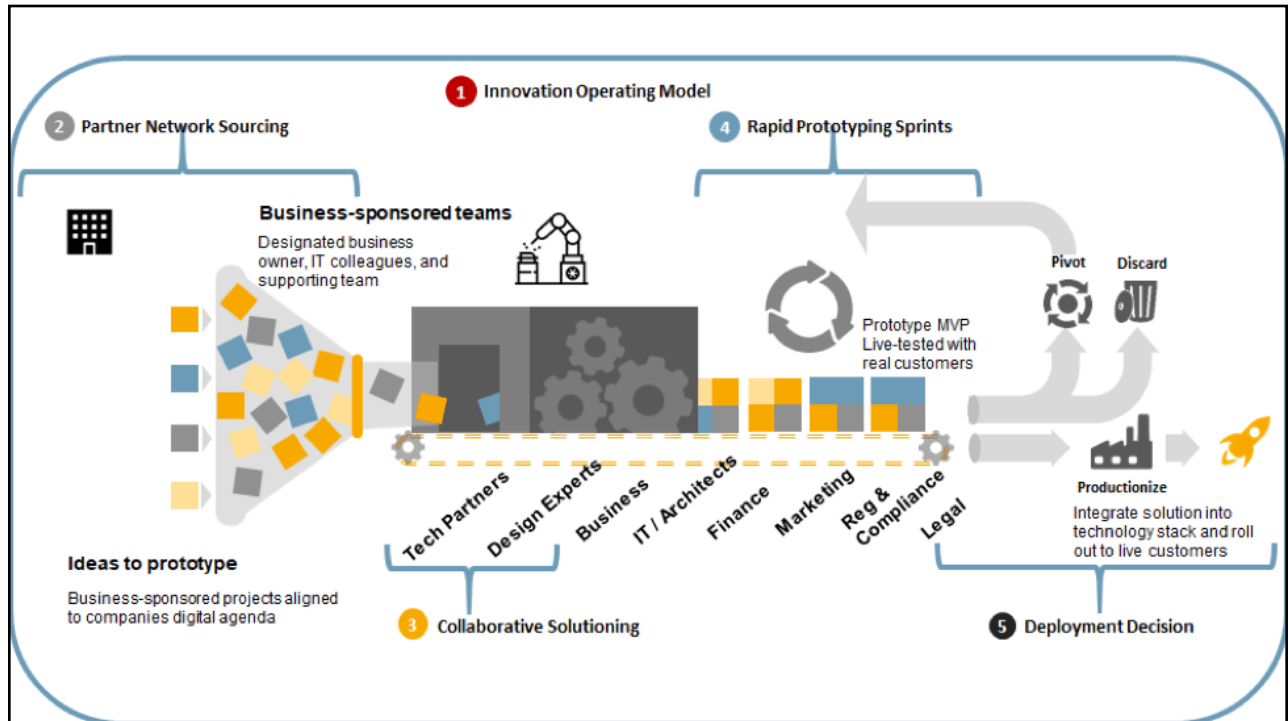 1 Innovation Operating Model
2 Partner Network Sourcing
4 Rapid Prototyping Sprints
Business-sponsored teams
Designated business
owner, IT colleagues, and
supporting team
Pivot
Discard
Prototype MVP
Live-tested with
real customers
Productionize
Integrate solution into
technology stack and roll
out to live customers
Tech Partners
Design Experts
Business
IT / Architects
Finance
Marketing
Reg &
Compliance
Legal
Ideas to prototype
Business-sponsored projects aligned
to companies digital agenda
3 Collaborative Solutioning
5 Deployment Decision